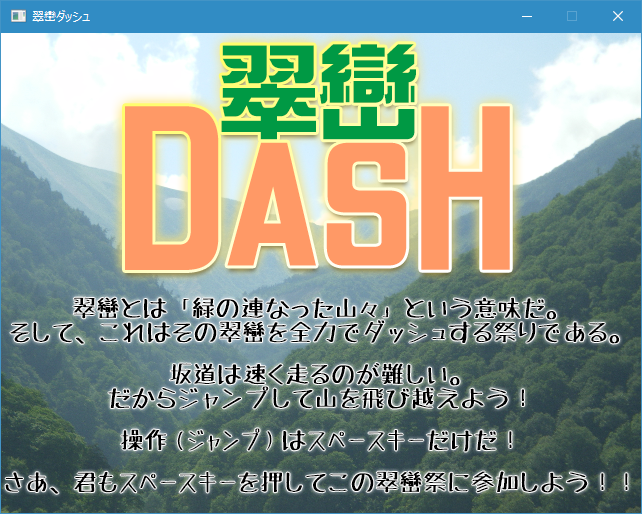 翠巒ダッシュ
翠巒
DASH
翠巒とは「緑の連なった山々」という意味だ。
そして、これはその翠巒を全力でダッシュする祭りである。
坂道は速く走るのが難しい。
だからジャンプして山を飛び越えよう！
操作(ジャンプ)はスペースキーだけだ！
さあ、君もスペースキーを押してこの翠巒祭に参加しよう！！